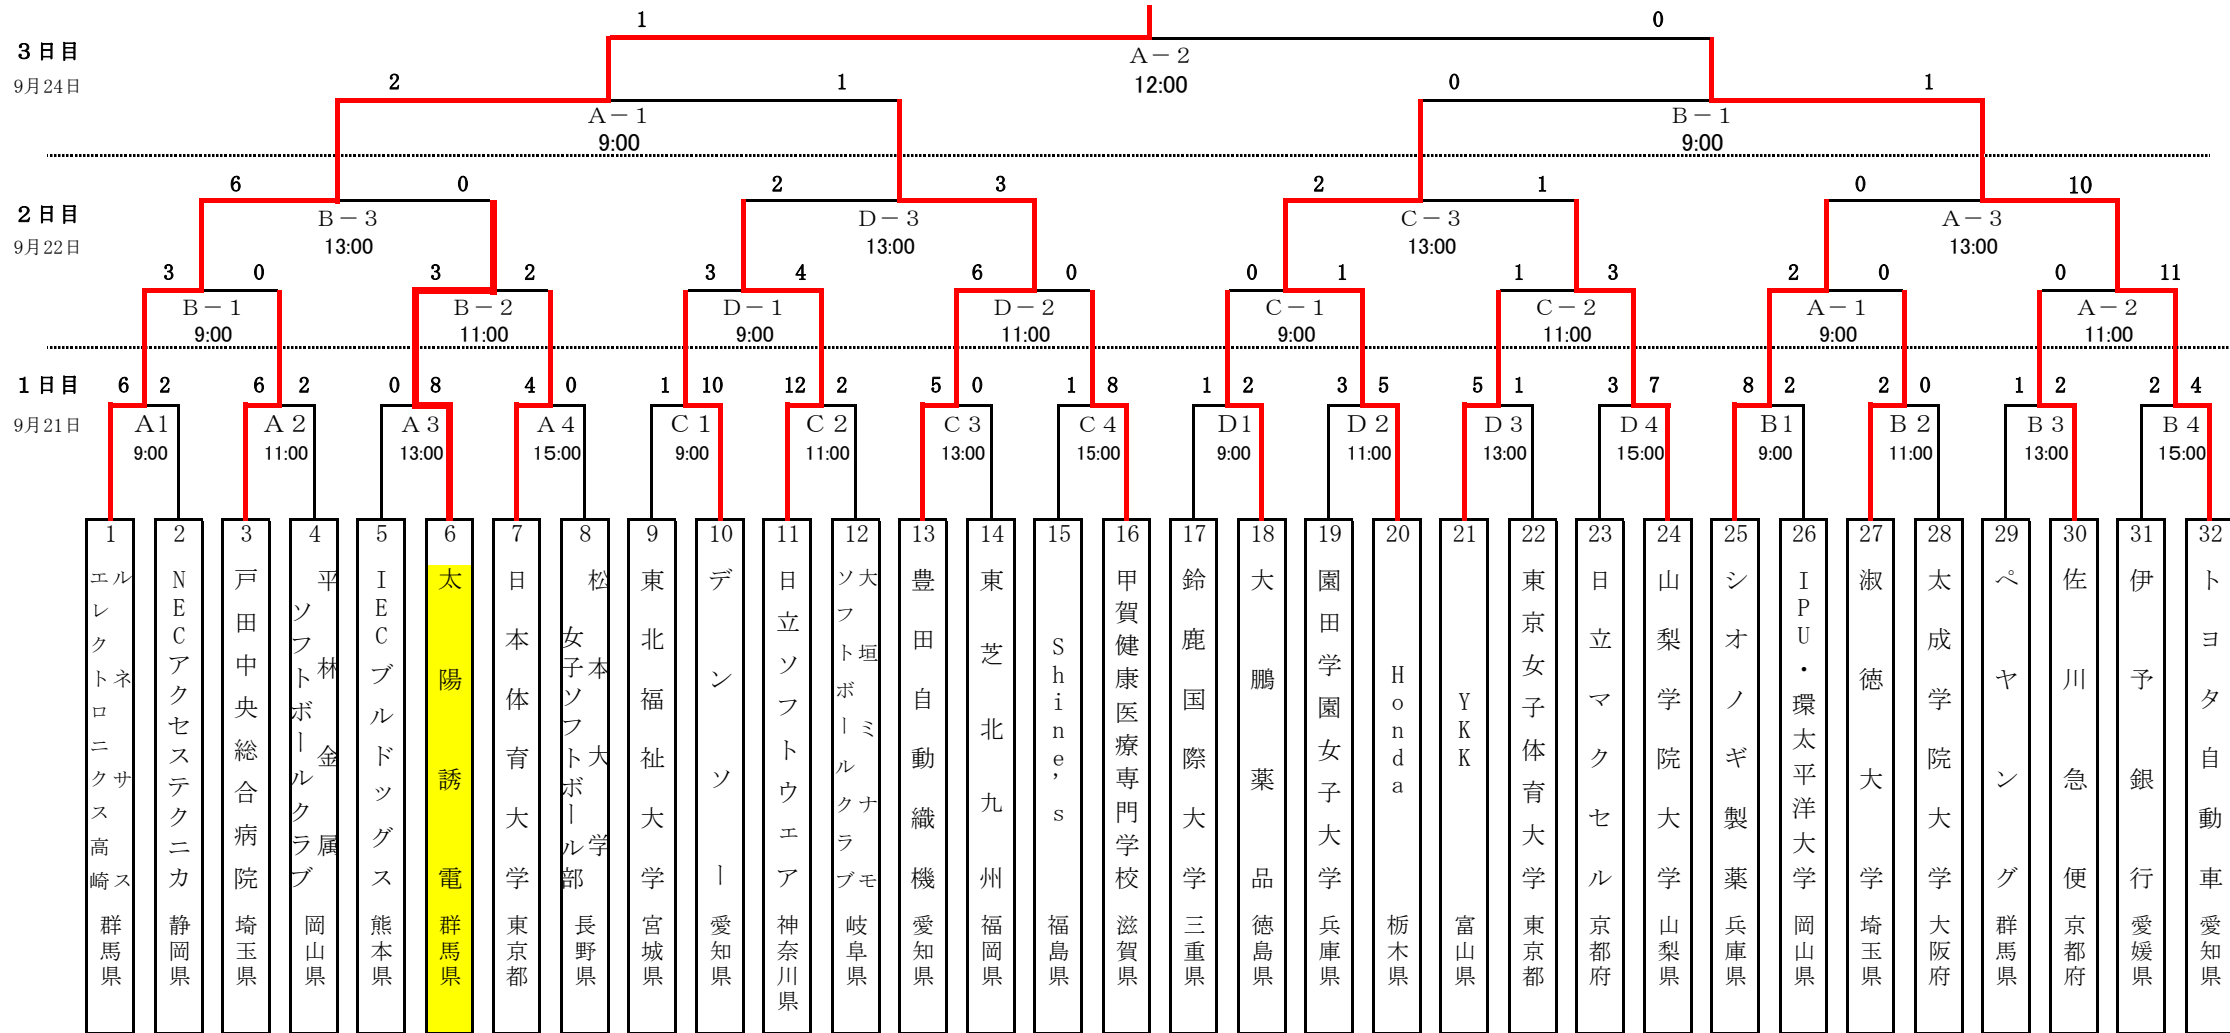 1 0
3日目
A－2
9月24日 2 1 12:00 0 1
A－1 B－1
9:00 9:00
6 0 2 3 2 1 0 10
2日目
B－3 D－3 C－3 A－3
9月22日 13:00 13:00 13:00 13:00
3 0 3 2 3 4 6 0 0 1 1 3 2 0 0 11
B－1 B－2 D－1 D－2 C－1 C－2 A－1 A－2
9:00 11:00 9:00 11:00 9:00 11:00 9:00 11:00
1日目 6 2 6 2 0 8 4 0 1 10 12 2 5 0 1 8 1 2 3 5 5 1 3 7 8 2 2 0 1 2 2 4
9月21日 A1 A2 A3 A4 C1 C2 C3 C4 D1 D2 D3 D4 B1 B2 B3 B4
9:00 11:00 13:00 15:00 9:00 11:00 13:00 15:00 9:00 11:00 13:00 15:00 9:00 11:00 13:00 15:00
1 2 3 4 5 6 7 8 9 10 11 12 13 14 15 16 17 18 19 20 21 22 23 24 25 26 27 28 29 30 31 32
ルネサス
エレクトロニクス高崎
群馬県
NECアクセステクニカ
静岡県
戸田中央総合病院
埼玉県
平林金属
ソフトボールクラブ
岡山県
IECブルドッグス
熊本県
太陽誘電
群馬県
日本体育大学
東京都
松本大学
女子ソフトボール部
長野県
東北福祉大学
宮城県
デンソー
愛知県
日立ソフトウェア
神奈川県
大垣ミナモ
ソフトボールクラブ
岐阜県
豊田自動織機
愛知県
東芝北九州
福岡県
Shine’s
福島県
甲賀健康医療専門学校
滋賀県
鈴鹿国際大学
三重県
大鵬薬品
徳島県
園田学園女子大学
兵庫県
Honda
栃木県
YKK
富山県
東京女子体育大学
東京都
日立マクセル
京都府
山梨学院大学
山梨県
シオノギ製薬
兵庫県
IPU・環太平洋大学
岡山県
淑徳大学
埼玉県
太成学院大学
大阪府
ペヤング
群馬県
佐川急便
京都府
伊予銀行
愛媛県
トヨタ自動車
愛知県